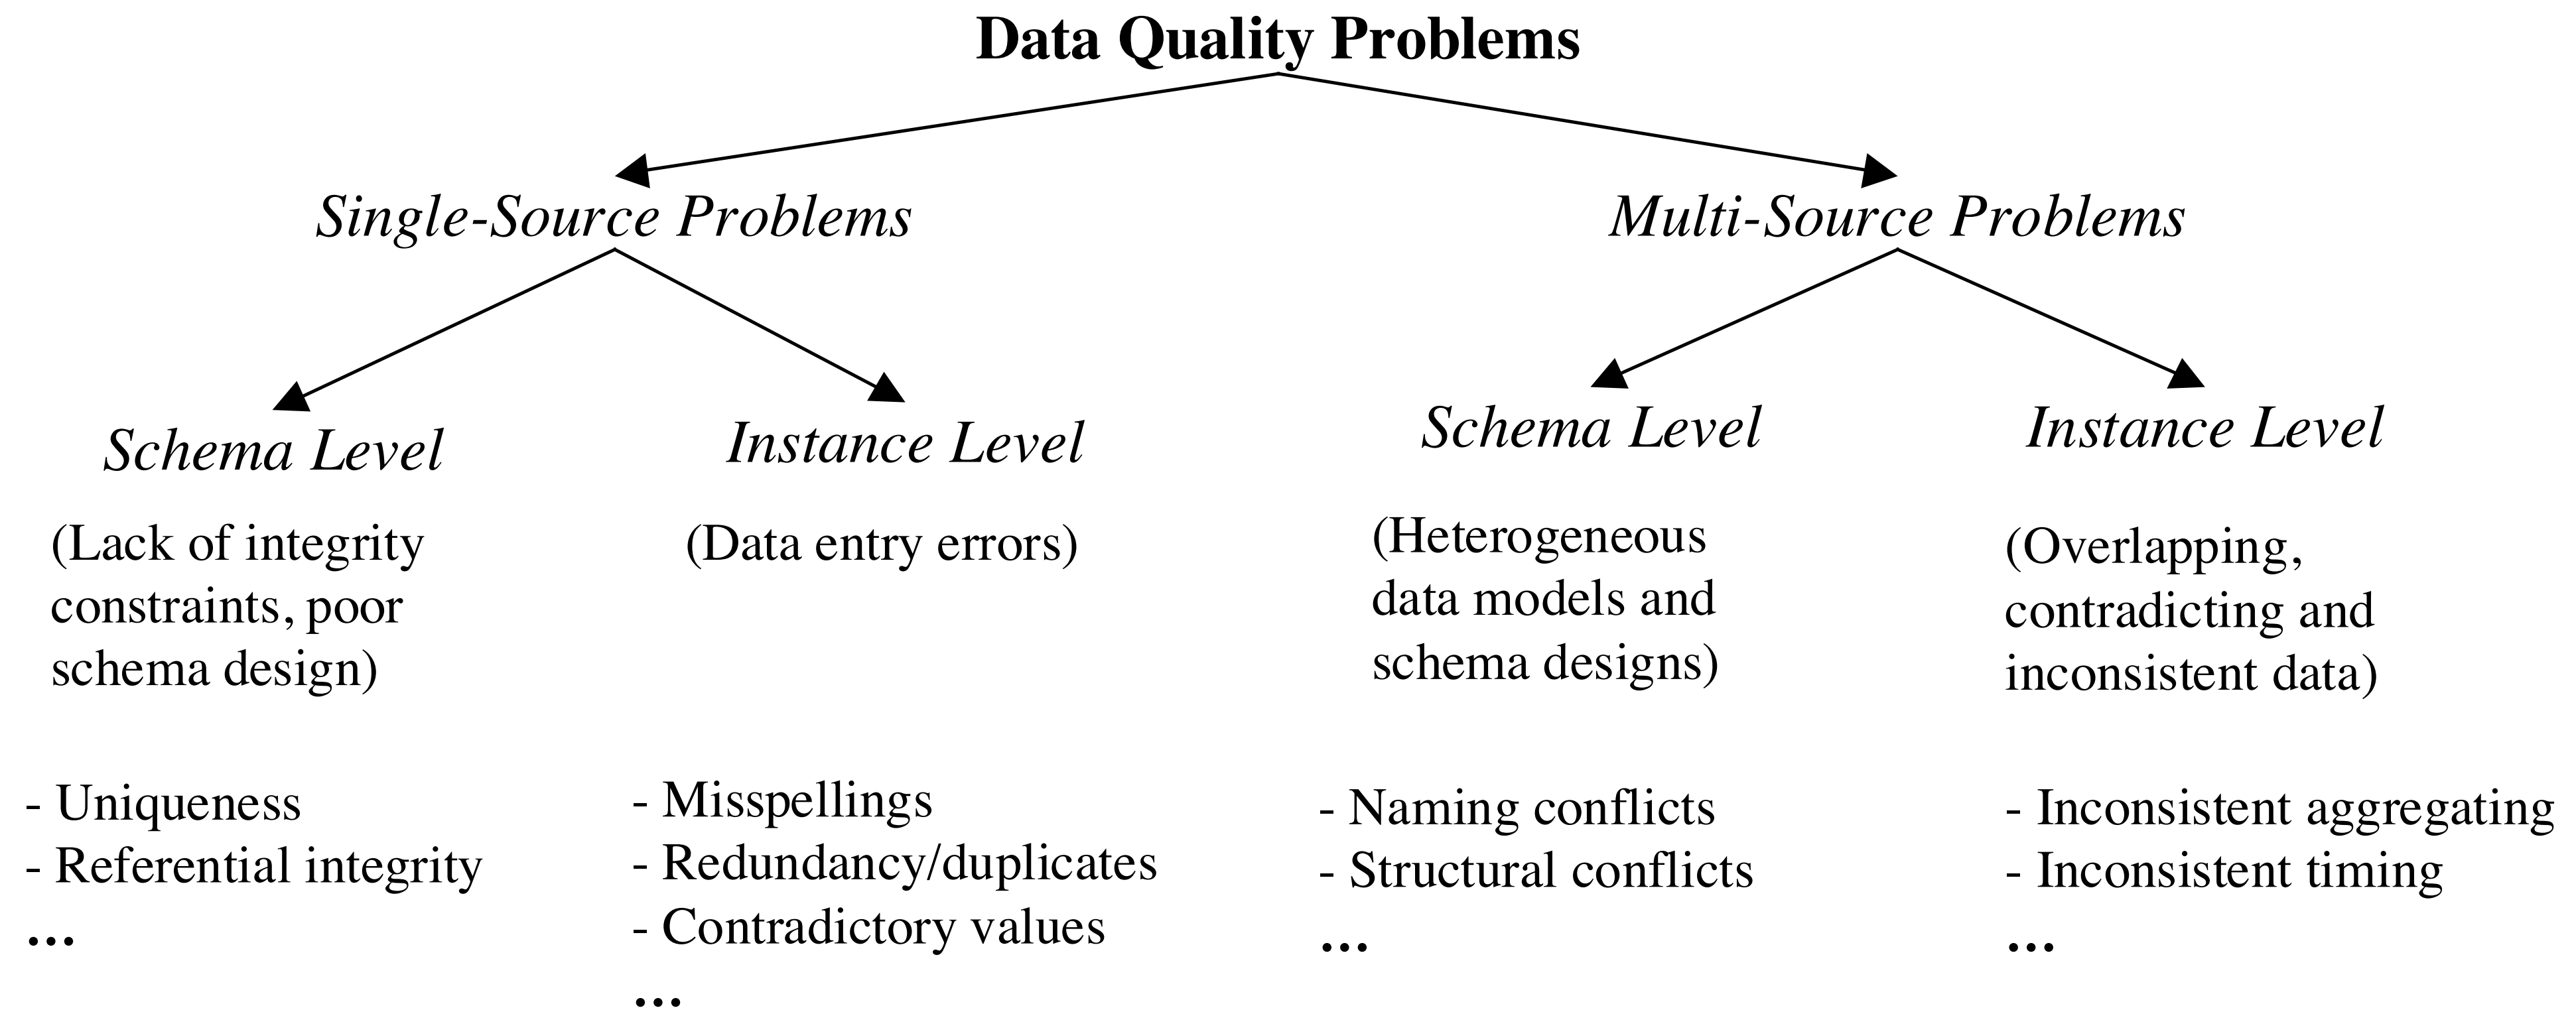 Data Quality Problems
Single-Source Problems
Multi-Source Problems
Schema Level
Instance Level
Schema Level
Instance Level
(Lack of integrity
constraints, poor
schema design)
(Data entry errors)
(Heterogeneous
data models and
schema designs)
(Overlapping,
contradicting and
inconsistent data)
- Uniqueness
- Referential integrity
...
- Misspellings
- Redundancy/duplicates
- Contradictory values
...
- Naming conflicts
- Structural conflicts
...
- Inconsistent aggregating
- Inconsistent timing
...